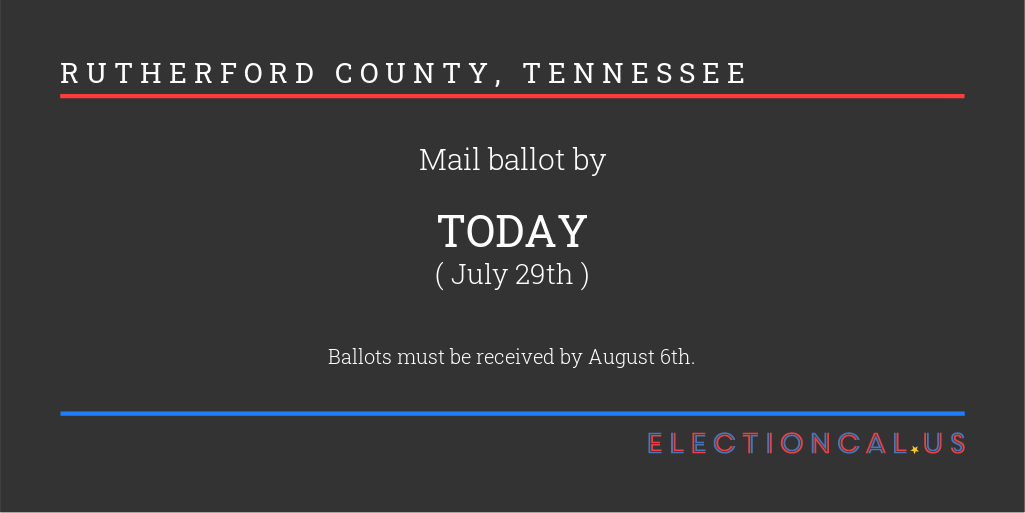 RUTHERFORD COUNTY, TENNESSEE
Mail ballot by
TODAY
( July 29th )
Ballots must be received by August 6th.
ELECTIONCAL.US